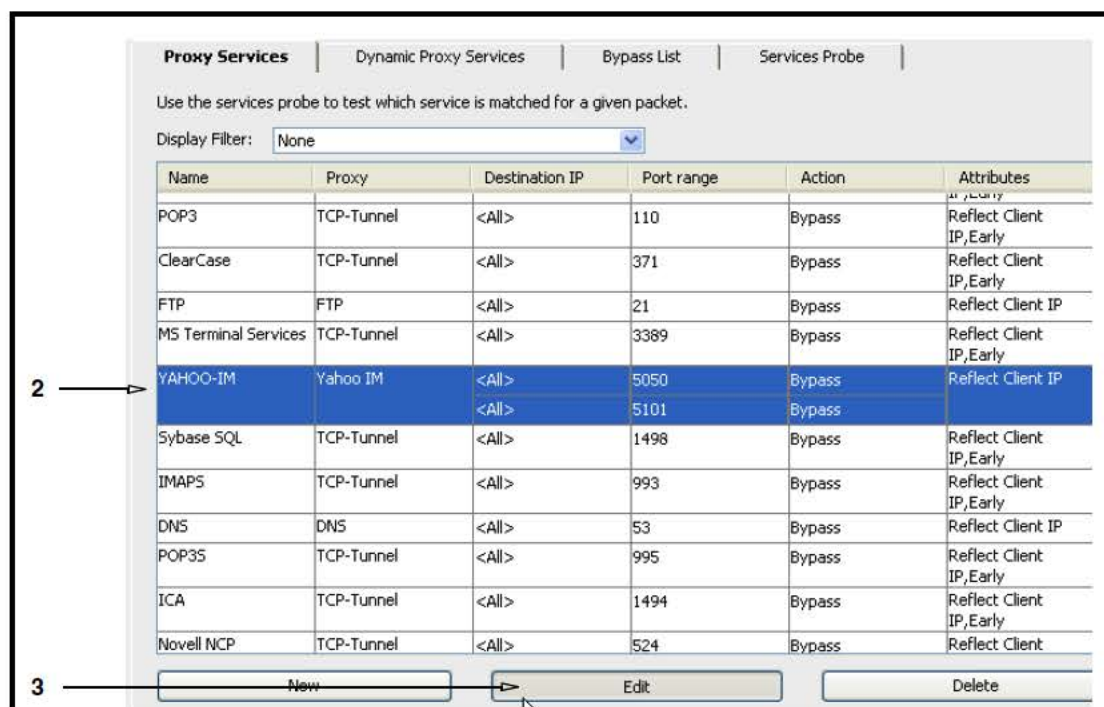 Proxy Services Dynamic Proxy Services Bypass List Services Probe
Use the services probe to test which service is matched for a given packet.
Display Filter: None
Name Proxy Destination IP Port range Action Attributes
IP,Early
POP3 TCP-Tunnel <All> 110 Bypass Reflect Client
IP,Early
ClearCase TCP-Tunnel <All> 371 Bypass Reflect Client
IP,Early
FTP FTP <All> 21 Bypass Reflect Client IP
MS Terminal Services TCP-Tunnel <All> 3389 Bypass Reflect Client
IP,Early
2 YAHOO-IM Yahoo IM <All> 5050 Bypass Reflect Client IP
<All> 5101 Bypass
Sybase SQL TCP-Tunnel <All> 1498 Bypass Reflect Client
IP,Early
IMAPS TCP-Tunnel <All> 993 Bypass Reflect Client
IP,Early
DNS DNS <All> 53 Bypass Reflect Client IP
POP3S TCP-Tunnel <All> 995 Bypass Reflect Client
IP,Early
ICA TCP-Tunnel <All> 1494 Bypass Reflect Client
IP,Early
Novell NCP TCP-Tunnel <All> 524 Bypass Reflect Client
3 New Edit Delete